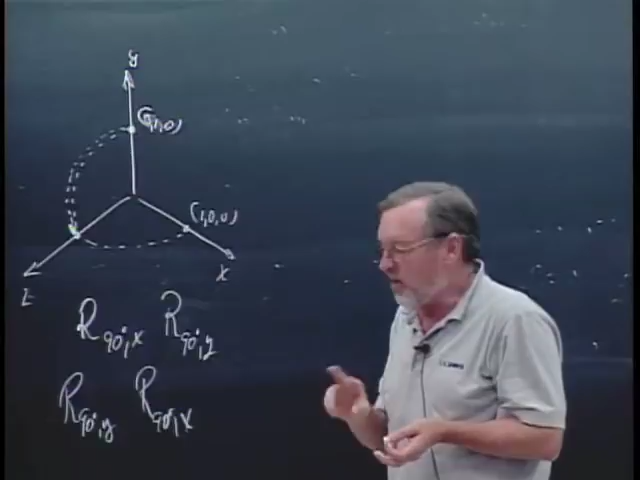 y
(0,1,0)
(1,0,0)
x
z
R90°,x R90°,y
R90°,y R90°,x